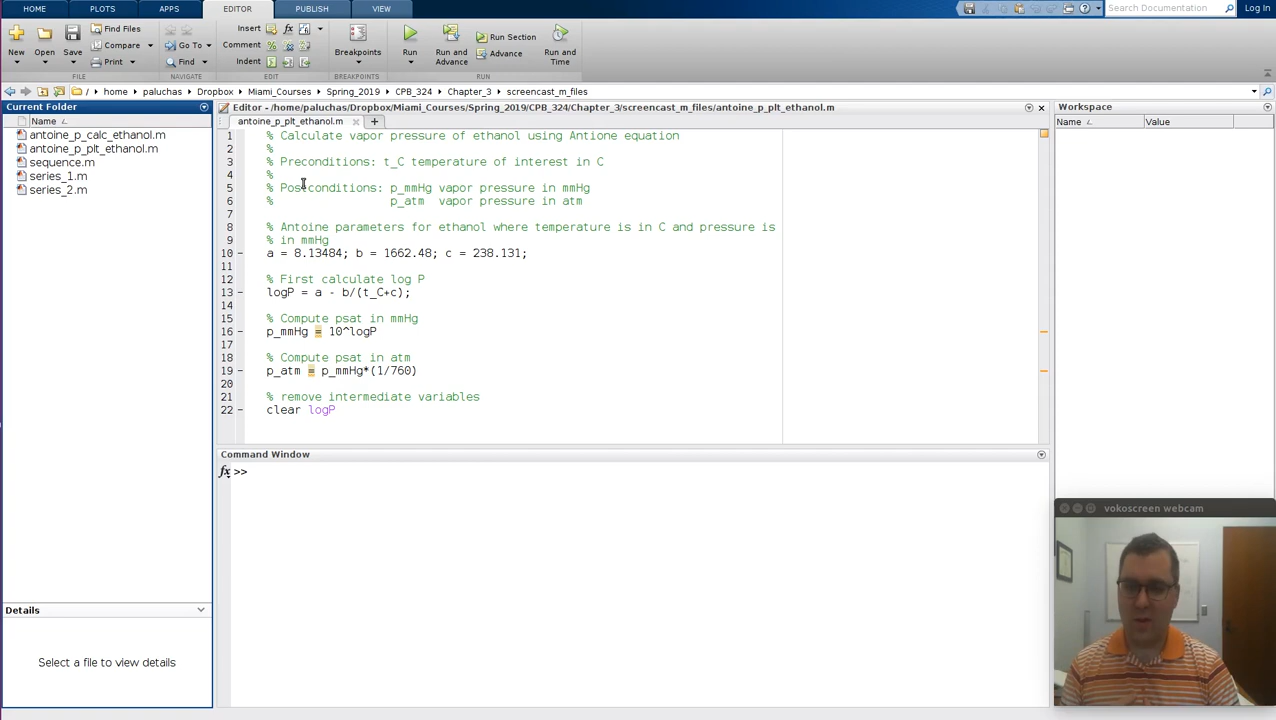 HOME PLOTS APPS EDITOR PUBLISH VIEW Search Documentation Log In
New Open Save Find Files Compare Print Go To Find Insert fx Comment % Indent Breakpoints Run Run and Advance Run Section Advance Run and Time
FILE NAVIGATE EDIT BREAKPOINTS RUN
/ home paluchas Dropbox Miami_Courses Spring_2019 CPB_324 Chapter_3 screencast_m_files
Current Folder
Name
antoine_p_calc_ethanol.m
antoine_p_plt_ethanol.m
sequence.m
series_1.m
series_2.m
Details
Select a file to view details
Editor - /home/paluchas/Dropbox/Miami_Courses/Spring_2019/CPB_324/Chapter_3/screencast_m_files/antoine_p_plt_ethanol.m
antoine_p_plt_ethanol.m
1 % Calculate vapor pressure of ethanol using Antione equation
2 %
3 % Preconditions: t_C temperature of interest in C
4 %
5 % Postconditions: p_mmHg vapor pressure in mmHg
6 % p_atm vapor pressure in atm
7
8 % Antoine parameters for ethanol where temperature is in C and pressure is
9 % in mmHg
10 - a = 8.13484; b = 1662.48; c = 238.131;
11
12 % First calculate log P
13 - logP = a - b/(t_C+c);
14
15 % Compute psat in mmHg
16 - p_mmHg = 10^logP
17
18 % Compute psat in atm
19 - p_atm = p_mmHg*(1/760)
20
21 % remove intermediate variables
22 - clear logP
Command Window
fx >>
Workspace
Name Value
vokoscreen webcam